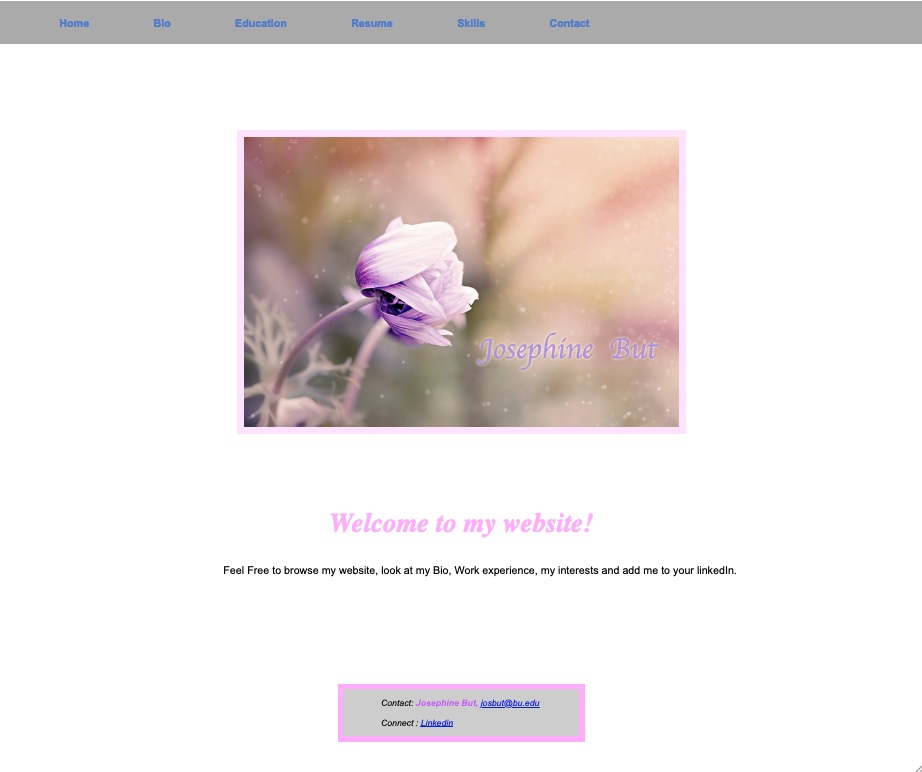 Home Bio Education Resume Skills Contact
Josephine But
Welcome to my website!
Feel Free to browse my website, look at my Bio, Work experience, my interests and add me to your linkedIn.
Contact: Josephine But, josbut@bu.edu
Connect : Linkedin